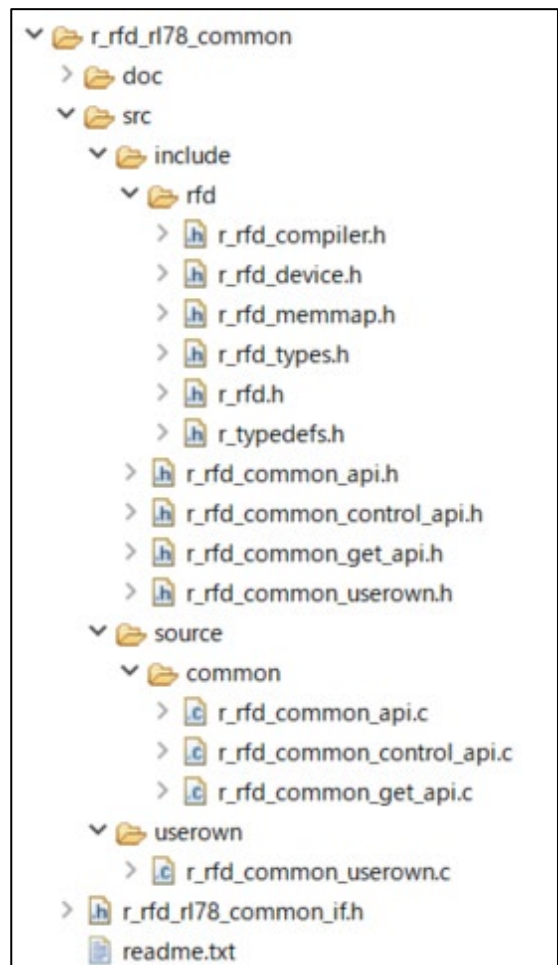 r_rfd_rl78_common
doc
src
include
rfd
r_rfd_compiler.h
r_rfd_device.h
r_rfd_memmap.h
r_rfd_types.h
r_rfd.h
r_typedefs.h
r_rfd_common_api.h
r_rfd_common_control_api.h
r_rfd_common_get_api.h
r_rfd_common_userown.h
source
common
r_rfd_common_api.c
r_rfd_common_control_api.c
r_rfd_common_get_api.c
userown
r_rfd_common_userown.c
r_rfd_rl78_common_if.h
readme.txt